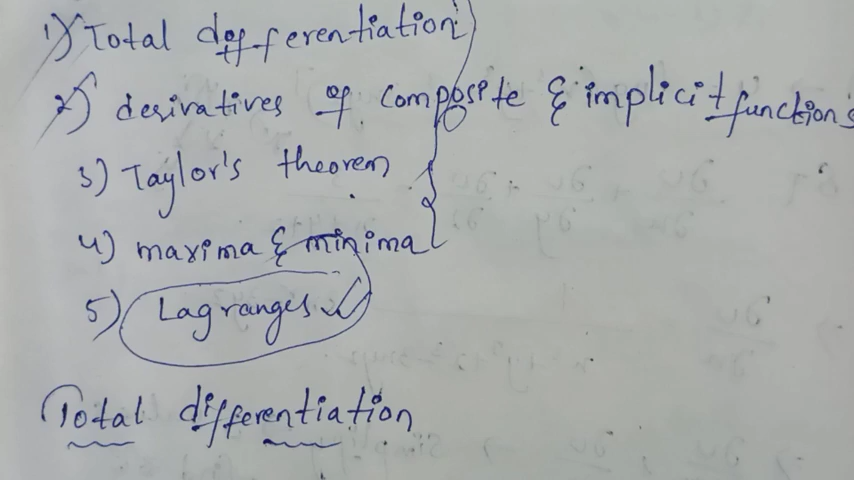 1) Total differentiation
2) derivatives of composite & implicit functions
3) Taylor's theorem
4) maxima & minima
5) Lagranges
Total differentiation